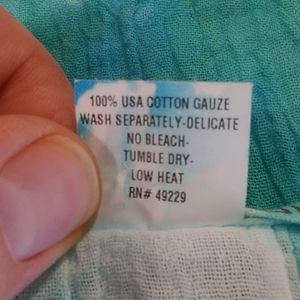 100% USA COTTON GAUZE
WASH SEPARATELY-DELICATE
NO BLEACH-
TUMBLE DRY-
LOW HEAT
RN# 49229